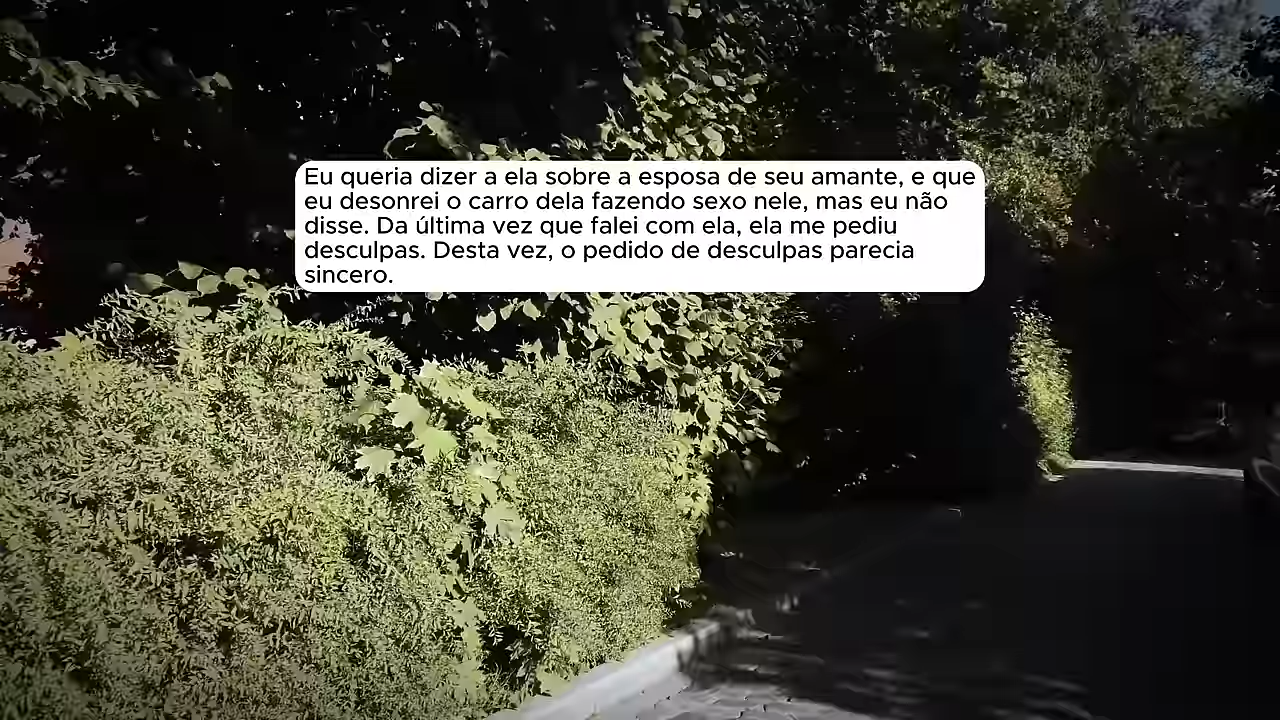 Eu queria dizer a ela sobre a esposa de seu amante, e que
eu desonrei o carro dela fazendo sexo nele, mas eu não
disse. Da última vez que falei com ela, ela me pediu
desculpas. Desta vez, o pedido de desculpas parecia
sincero.